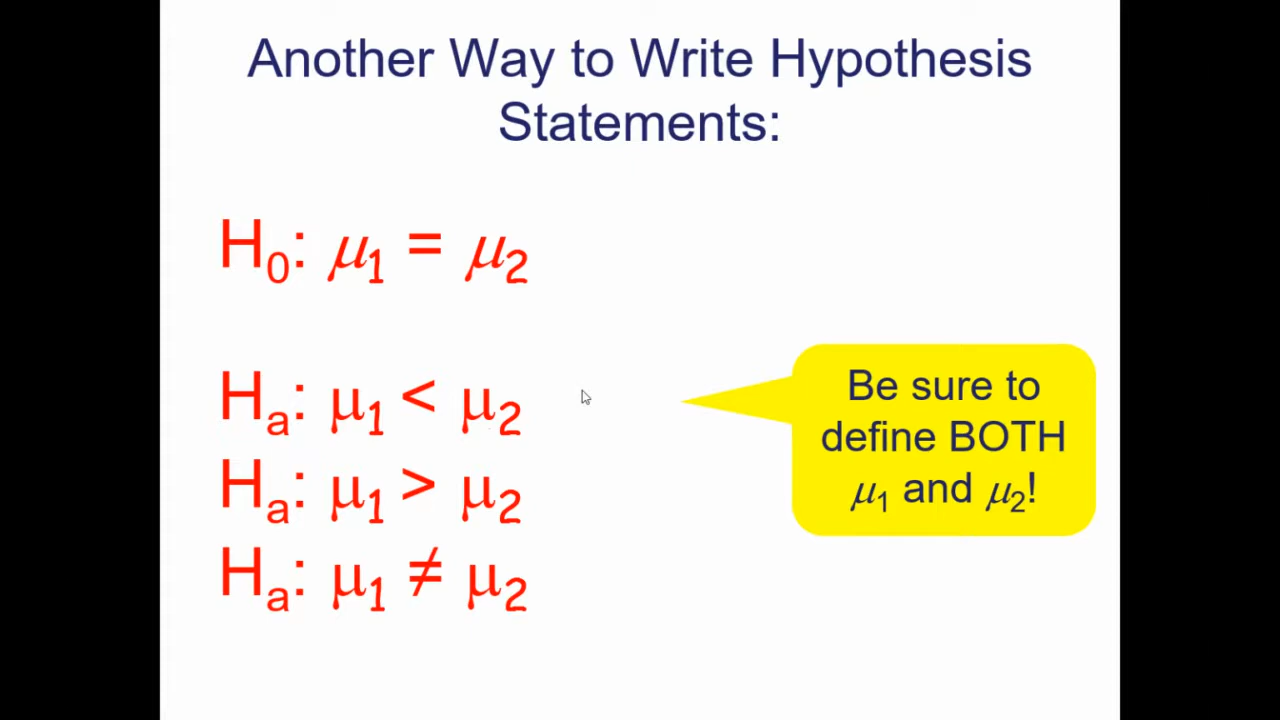 Another Way to Write Hypothesis
Statements:
H₀: μ₁ = μ₂
Hₐ: μ₁ < μ₂
Hₐ: μ₁ > μ₂
Hₐ: μ₁ ≠ μ₂
Be sure to
define BOTH
μ₁ and μ₂!